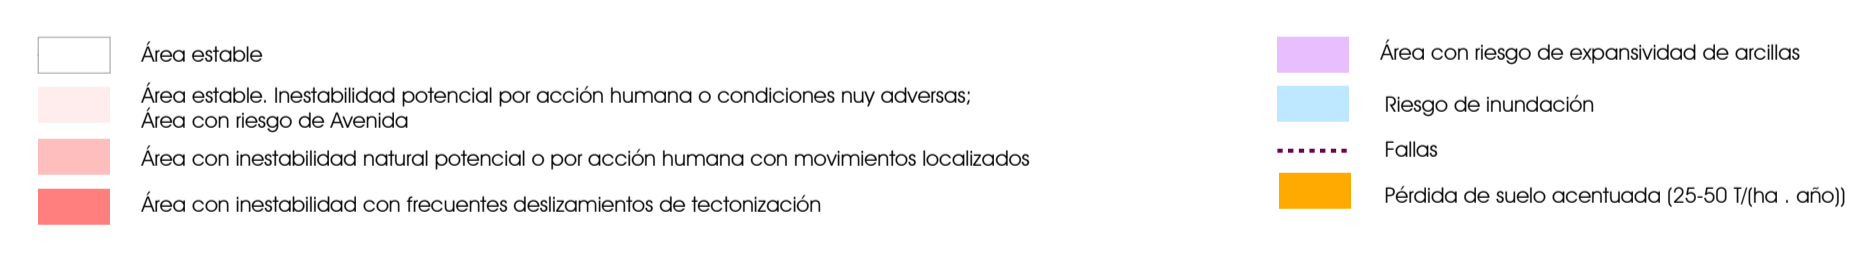 Área estable
Área estable. Inestabilidad potencial por acción humana o condiciones nuy adversas;
Área con riesgo de Avenida
Área con inestabilidad natural potencial o por acción humana con movimientos localizados
Área con inestabilidad con frecuentes deslizamientos de tectonización
Área con riesgo de expansividad de arcillas
Riesgo de inundación
Fallas
Pérdida de suelo acentuada (25-50 T/(ha . año))